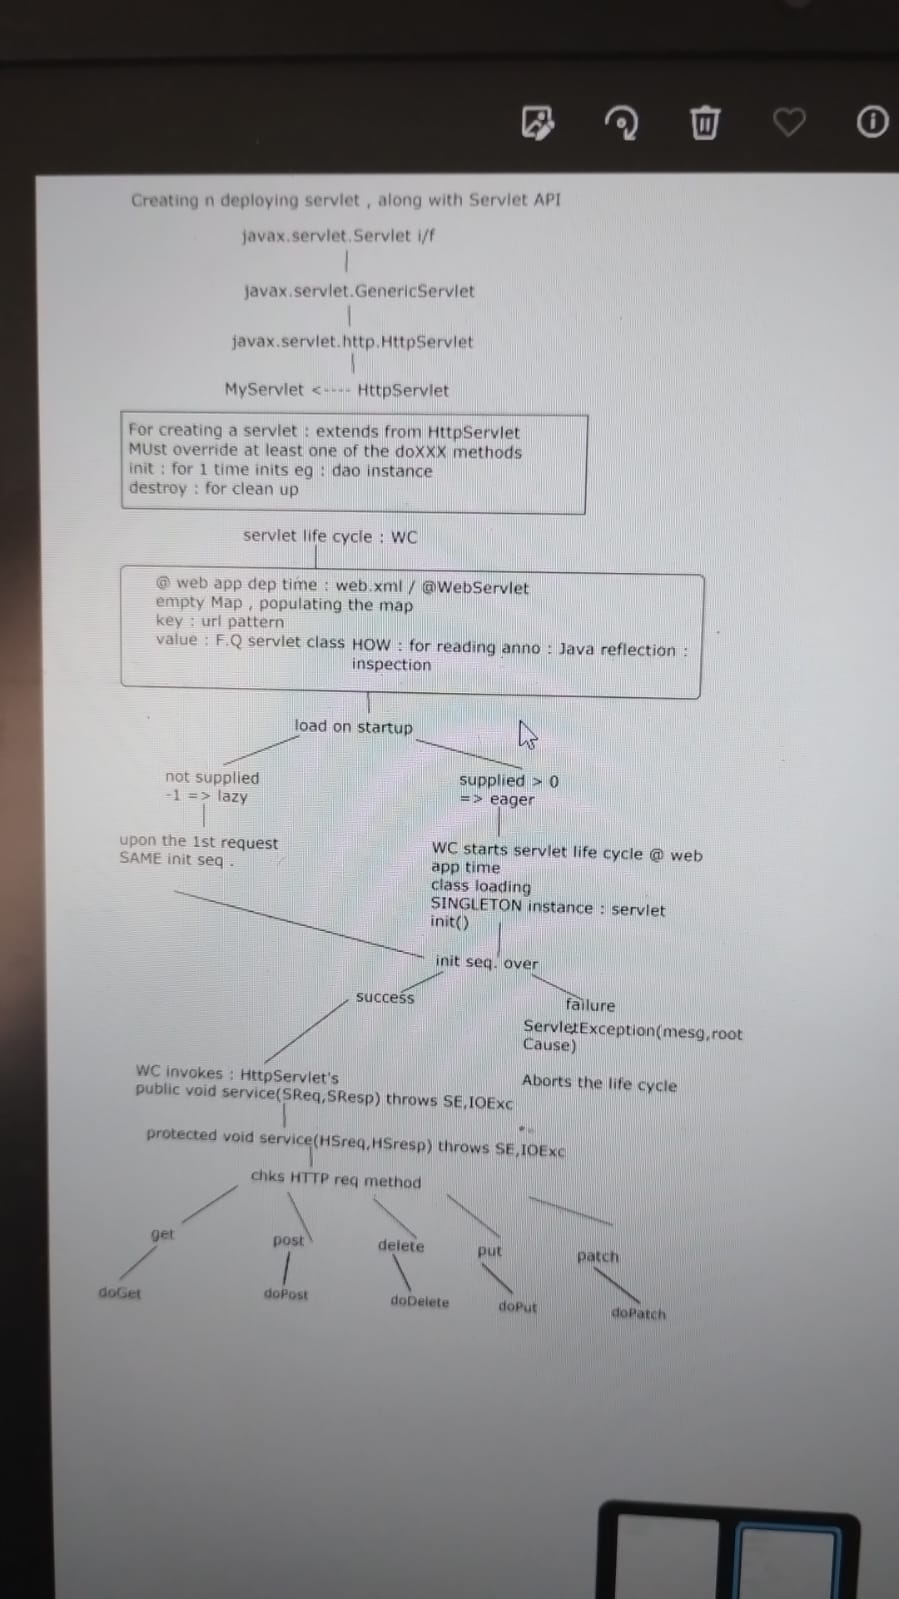 Creating n deploying servlet , along with Servlet API
javax.servlet.Servlet i/f
javax.servlet.GenericServlet
javax.servlet.http.HttpServlet
MyServlet <---- HttpServlet
For creating a servlet : extends from HttpServlet
MUst override at least one of the doXXX methods
init : for 1 time inits eg : dao instance
destroy : for clean up
servlet life cycle : WC
@ web app dep time : web.xml / @WebServlet
empty Map , populating the map
key : url pattern
value : F.Q servlet class HOW : for reading anno : Java reflection :
inspection
load on startup
not supplied
-1 => lazy
supplied > 0
=> eager
upon the 1st request
SAME init seq .
WC starts servlet life cycle @ web
app time
class loading
SINGLETON instance : servlet
init()
init seq. over
success
failure
ServletException(mesg,root
Cause)
Aborts the life cycle
WC invokes : HttpServlet's
public void service(SReq,SResp) throws SE,IOExc
protected void service(HSreq,HSresp) throws SE,IOExc
chks HTTP req method
get
post
delete
put
patch
doGet
doPost
doDelete
doPut
doPatch